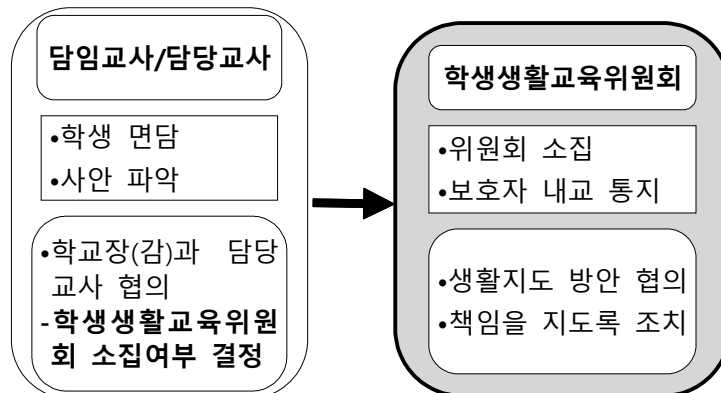 담임교사/담당교사
•학생 면담
•사안 파악
•학교장(감)과 담당
교사 협의
-학생생활교육위원
회 소집여부 결정
학생생활교육위원회
•위원회 소집
•보호자 내교 통지
•생활지도 방안 협의
•책임을 지도록 조치